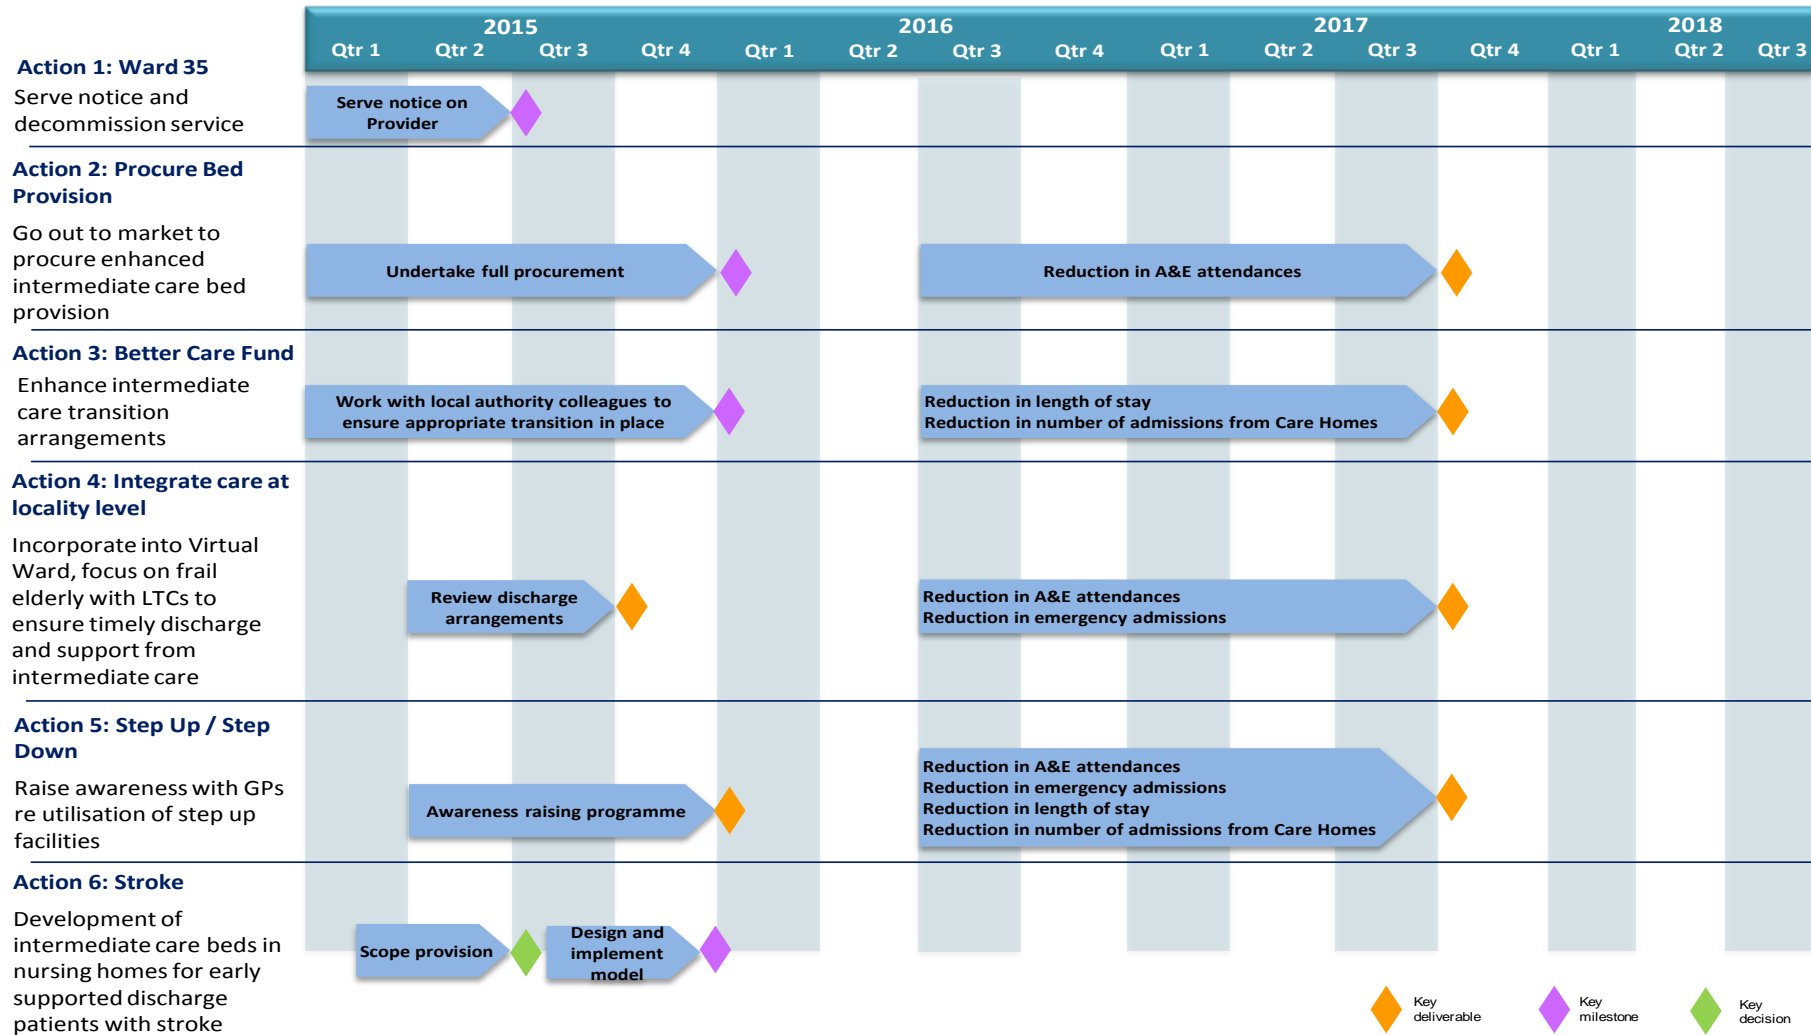 2015
2016
2017
2018
Qtr 1 Qtr 2 Qtr 3 Qtr 4 Qtr 1 Qtr 2 Qtr 3 Qtr 4 Qtr 1 Qtr 2 Qtr 3 Qtr 4 Qtr 1 Qtr 2 Qtr 3
Action 1: Ward 35
Serve notice and
decommission service
Serve notice on
Provider
Action 2: Procure Bed
Provision
Go out to market to
procure enhanced
intermediate care bed
provision
Undertake full procurement
Reduction in A&E attendances
Action 3: Better Care Fund
Enhance intermediate
care transition
arrangements
Work with local authority colleagues to
ensure appropriate transition in place
Reduction in length of stay
Reduction in number of admissions from Care Homes
Action 4: Integrate care at
locality level
Incorporate into Virtual
Ward, focus on frail
elderly with LTCs to
ensure timely discharge
and support from
intermediate care
Review discharge
arrangements
Reduction in A&E attendances
Reduction in emergency admissions
Action 5: Step Up / Step
Down
Raise awareness with GPs
re utilisation of step up
facilities
Awareness raising programme
Reduction in A&E attendances
Reduction in emergency admissions
Reduction in length of stay
Reduction in number of admissions from Care Homes
Action 6: Stroke
Development of
intermediate care beds in
nursing homes for early
supported discharge
patients with stroke
Scope provision
Design and
implement
model
Key
deliverable
Key
milestone
Key
decision